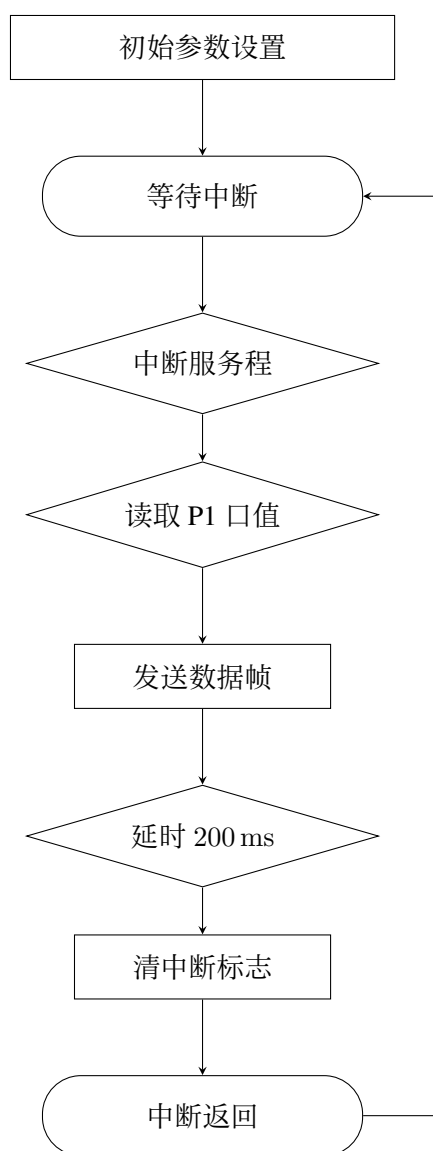 初始参数设置
等待中断
中断服务程
读取 P1 口值
发送数据帧
延时 200 ms
清中断标志
中断返回